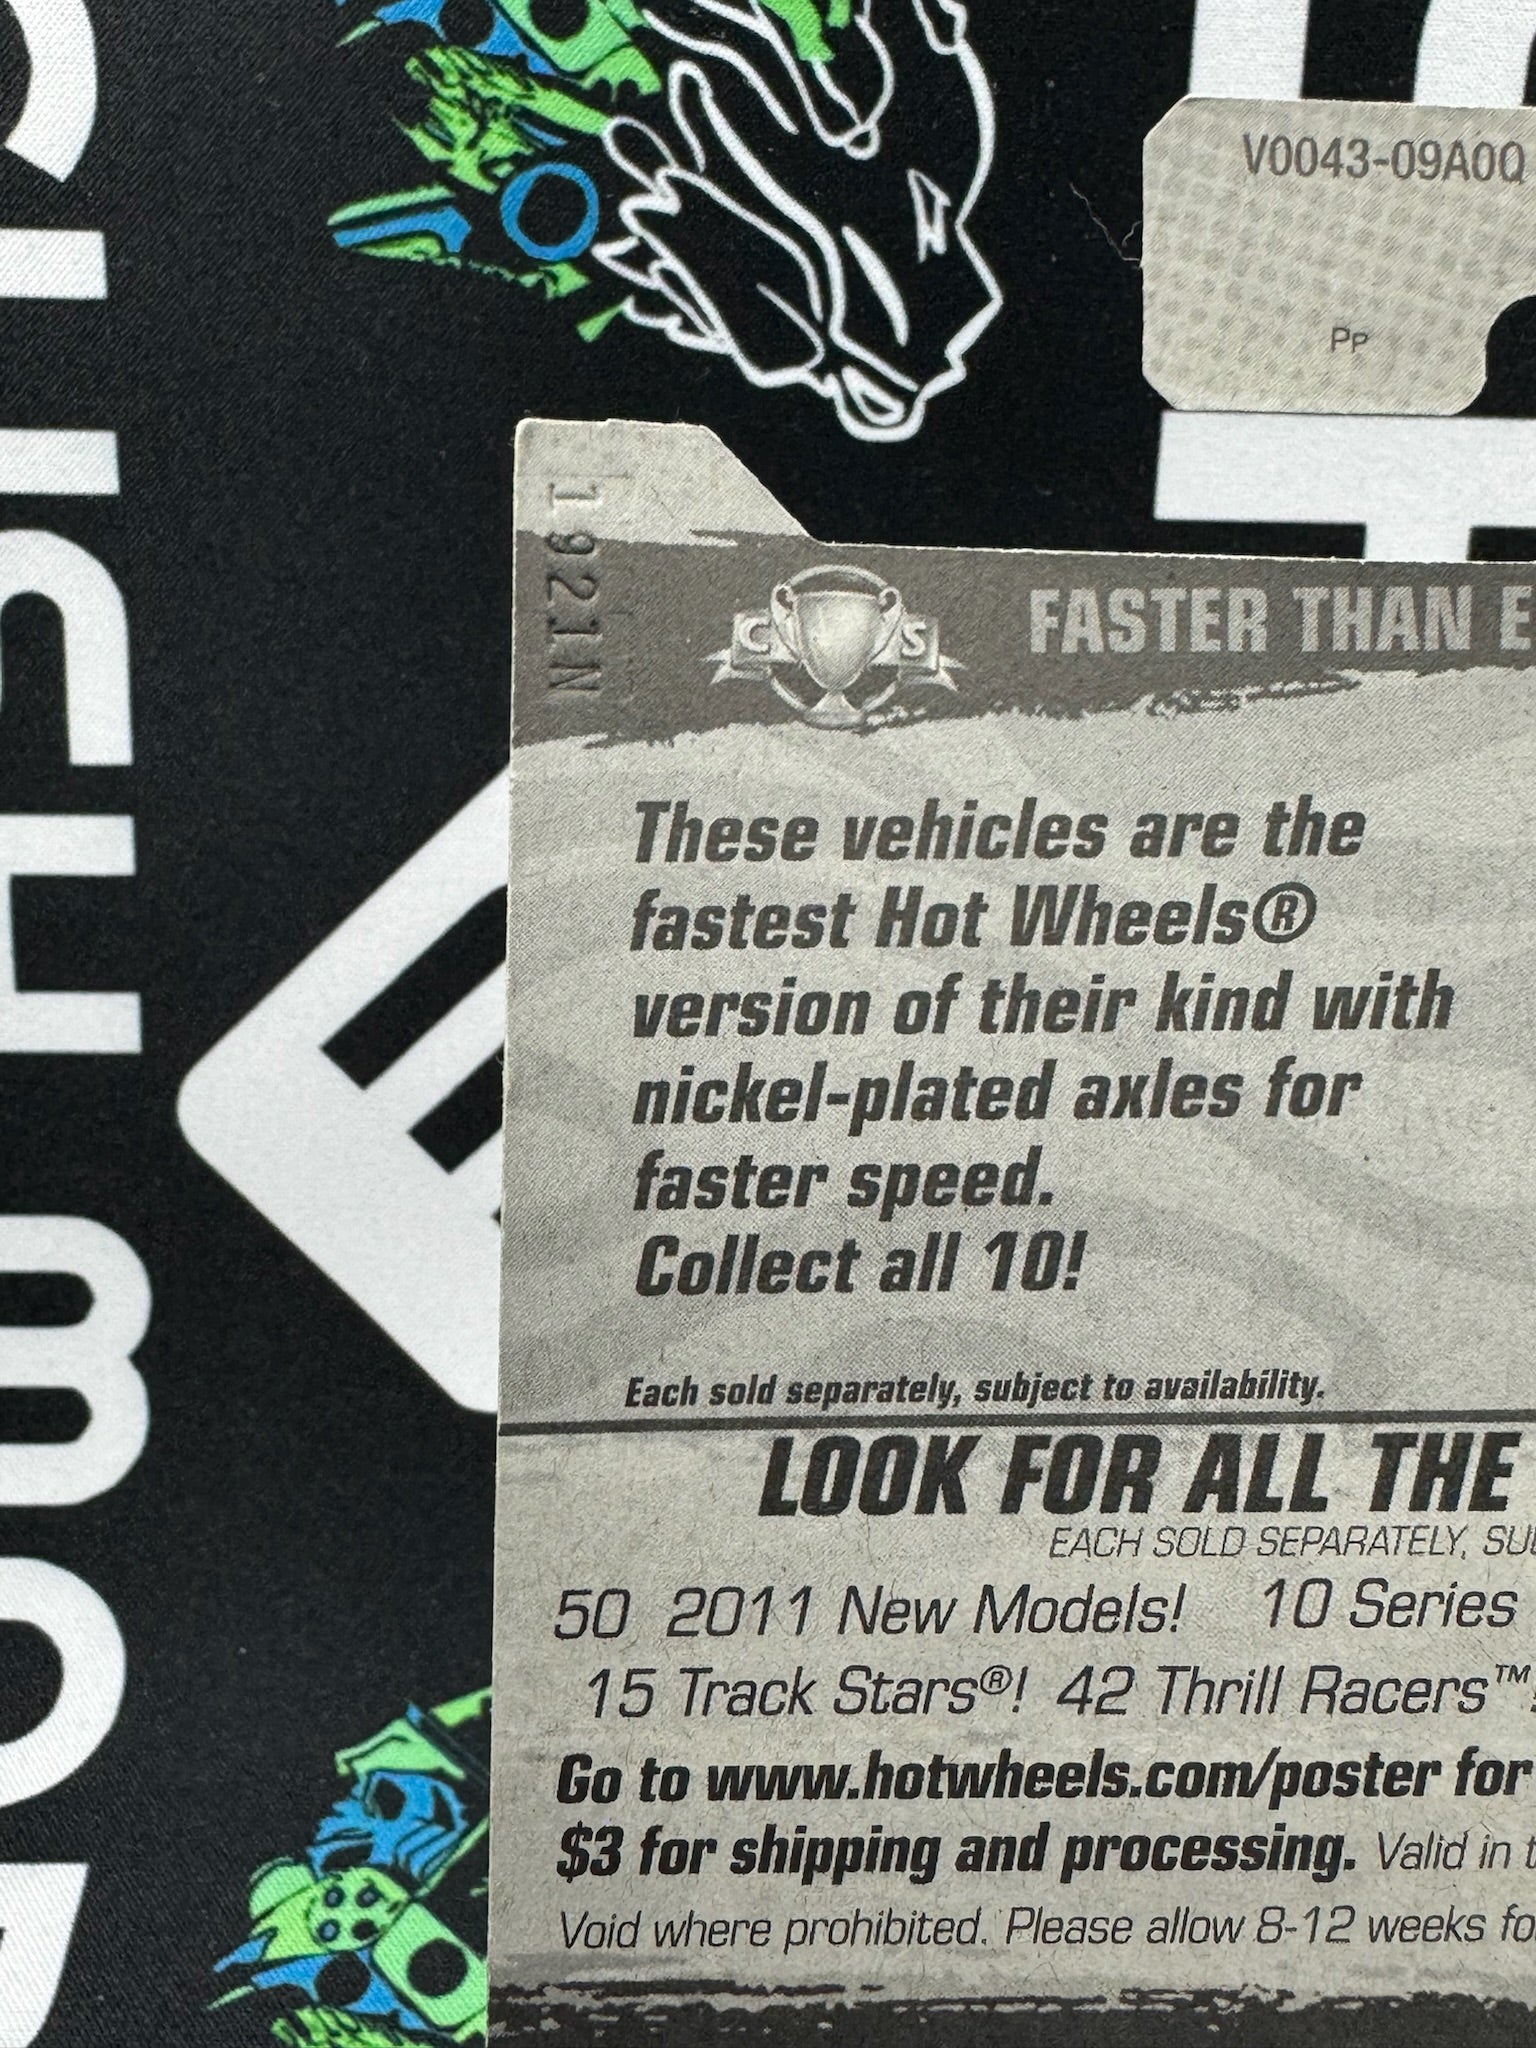 V0043-09A0Q
Pp
1921N
C S
FASTER THAN E
These vehicles are the
fastest Hot Wheels®
version of their kind with
nickel-plated axles for
faster speed.
Collect all 10!
Each sold separately, subject to availability.
LOOK FOR ALL THE
EACH SOLD SEPARATELY,
50 2011 New Models! 10 Series
15 Track Stars®! 42 Thrill Racers™
Go to www.hotwheels.com/poster for
$3 for shipping and processing. Valid in
Void where prohibited. Please allow 8-12 weeks